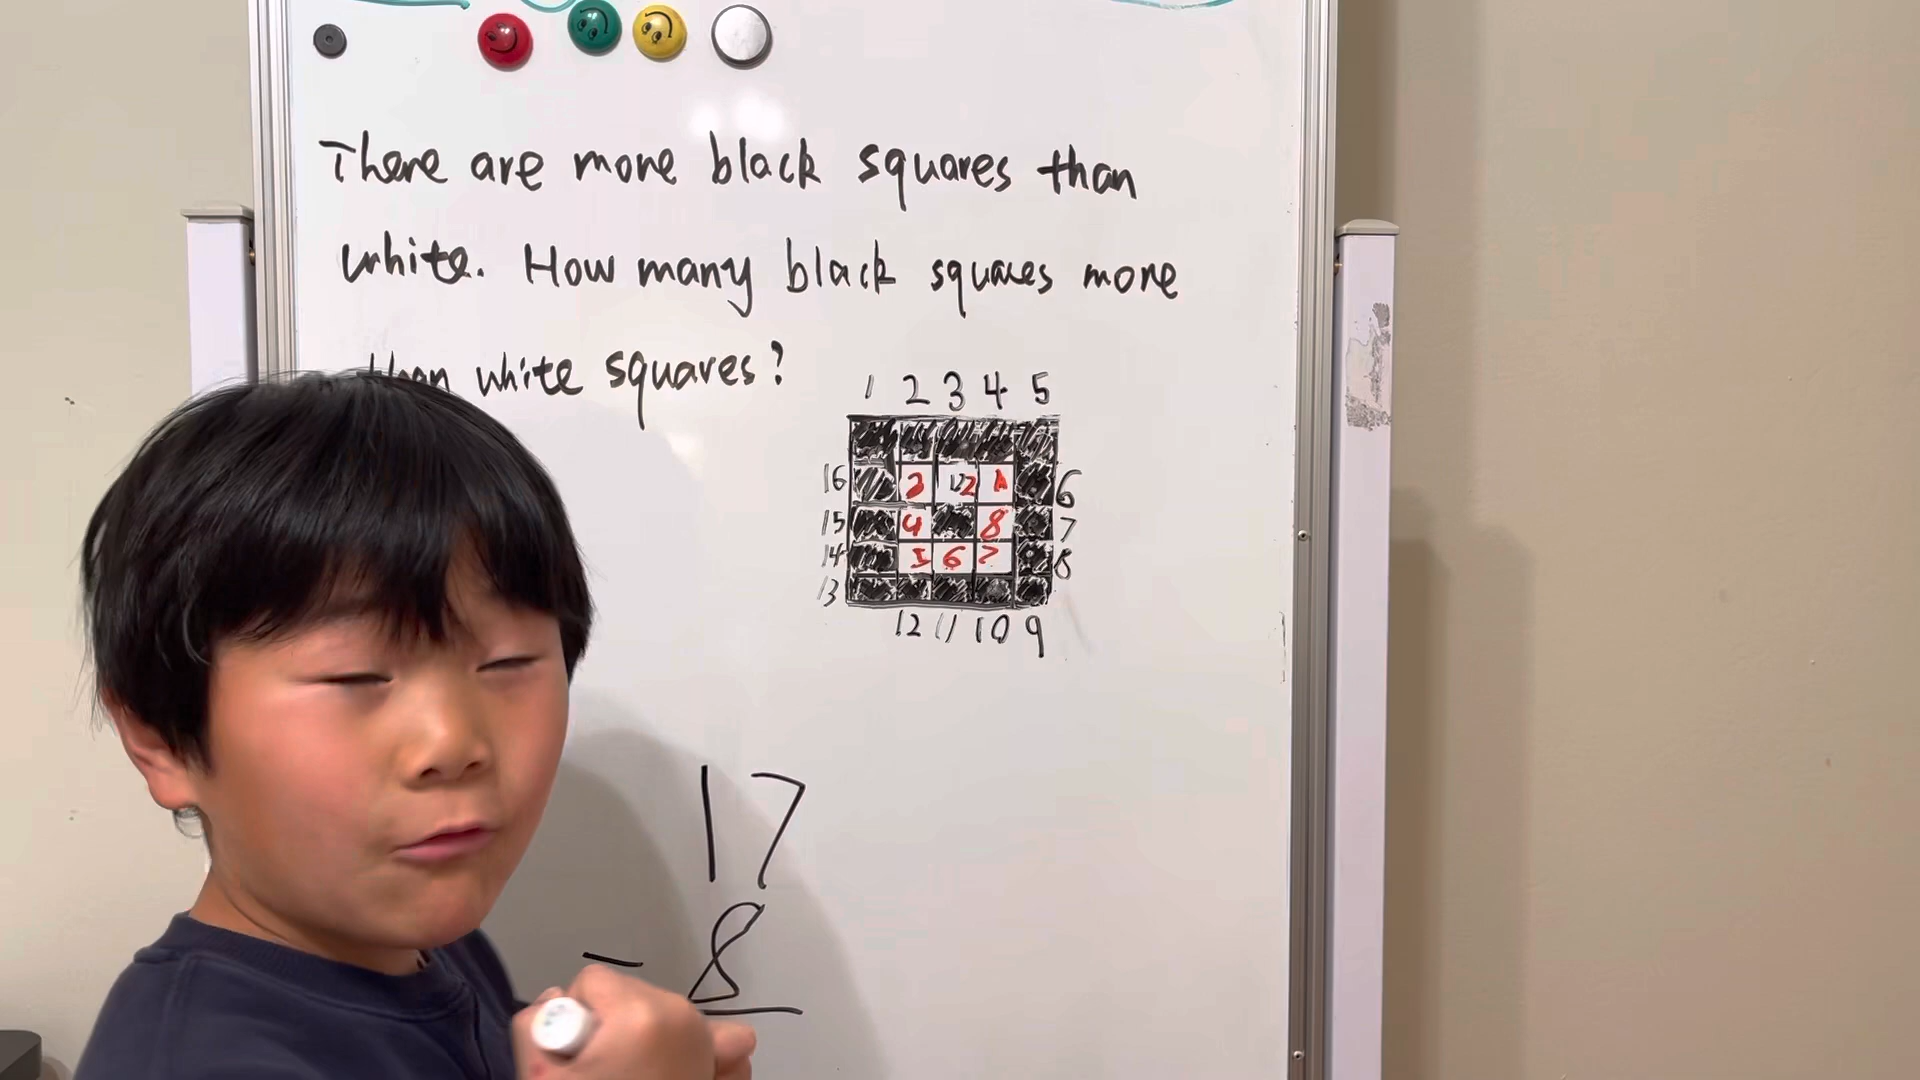 There are more black squares than
white. How many black squares more
than white squares?
1 2 3 4 5
16 3 2 1 6
15 4 8 7
14 5 6 7 8
13
12 11 10 9
17
- 8